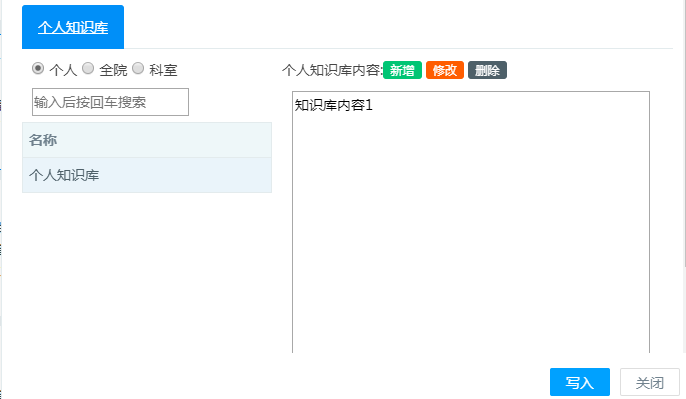 个人知识库
个人 全院 科室
个人知识库内容: 新增 修改 删除
输入后按回车搜索
知识库内容1
名称
个人知识库
写入 关闭